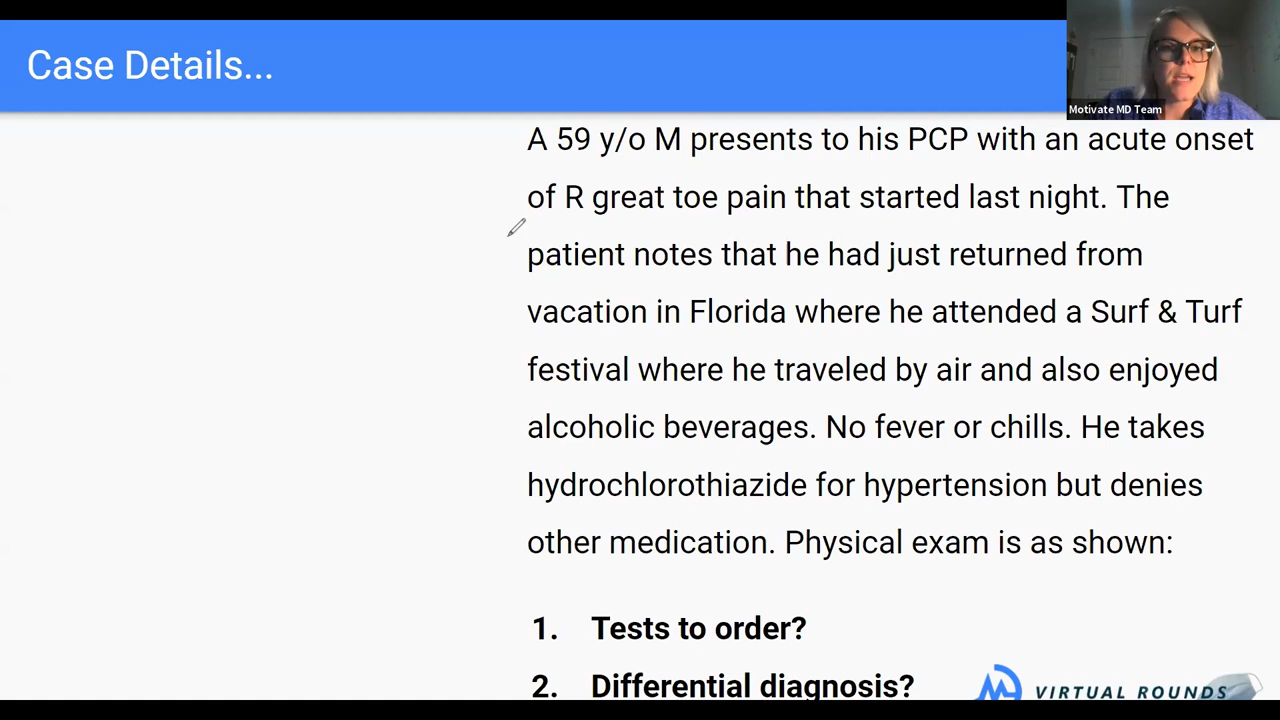 Case Details...
Motivate MD Team
A 59 y/o M presents to his PCP with an acute onset
of R great toe pain that started last night. The
patient notes that he had just returned from
vacation in Florida where he attended a Surf & Turf
festival where he traveled by air and also enjoyed
alcoholic beverages. No fever or chills. He takes
hydrochlorothiazide for hypertension but denies
other medication. Physical exam is as shown:
1. Tests to order?
2. Differential diagnosis?
VIRTUAL ROUNDS